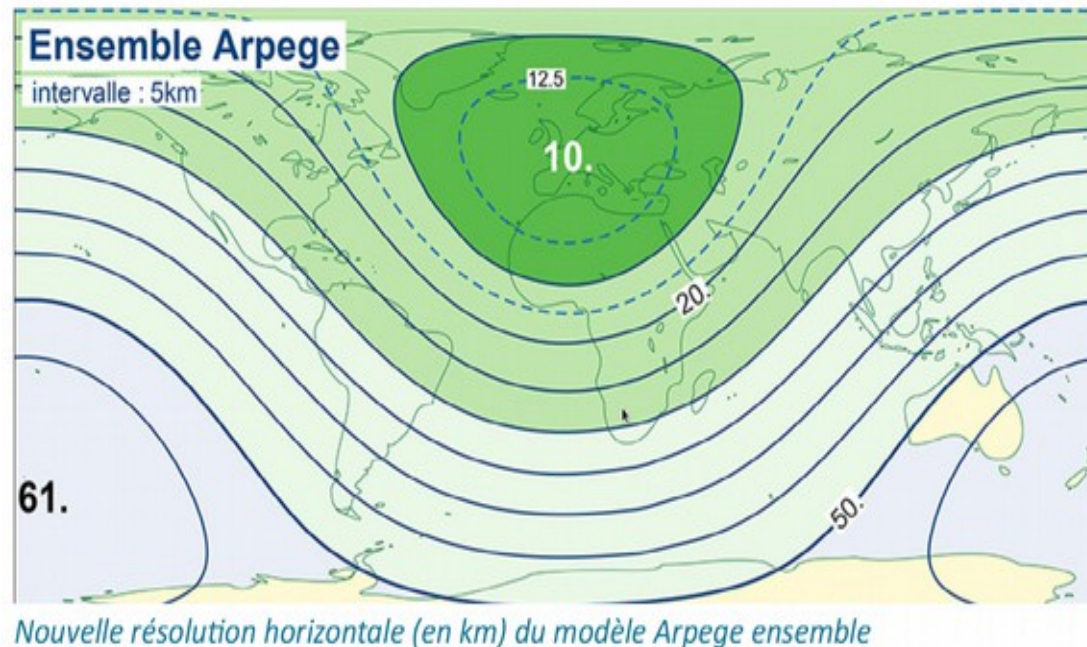 Ensemble Arpege
intervalle : 5km
12.5
10.
20.
61.
50.
Nouvelle résolution horizontale (en km) du modèle Arpege ensemble